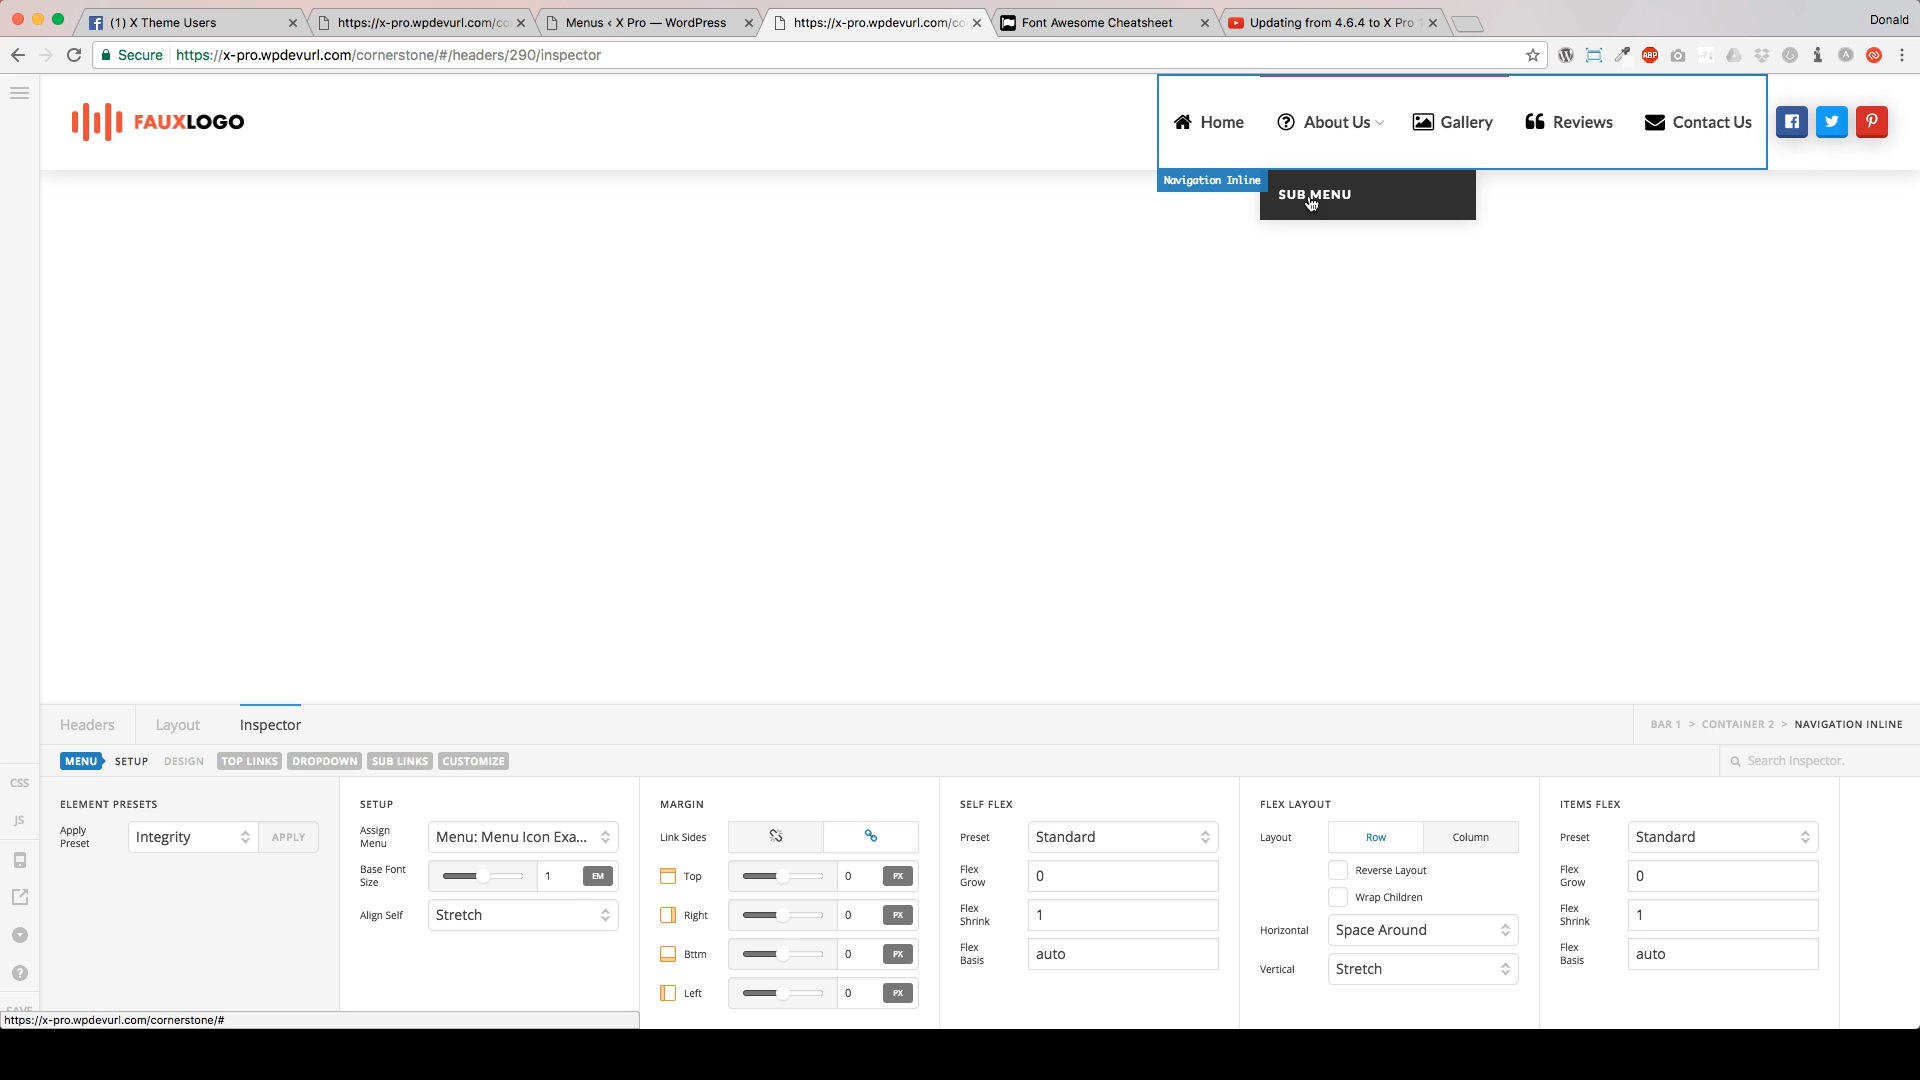 (1) X Theme Users
https://x-pro.wpdevurl.com/co
Menus ‹ X Pro — WordPress
https://x-pro.wpdevurl.com/co
Font Awesome Cheatsheet
Updating from 4.6.4 to X Pro
Donald
Secure
https://x-pro.wpdevurl.com/cornerstone/#/headers/290/inspector
ABP
FAUXLOGO
Home
About Us
Gallery
Reviews
Contact Us
Navigation Inline
SUB MENU
Headers
Layout
Inspector
BAR 1 > CONTAINER 2 > NAVIGATION INLINE
MENU
SETUP
DESIGN
TOP LINKS
DROPDOWN
SUB LINKS
CUSTOMIZE
Search Inspector.
CSS
JS
SAVE
ELEMENT PRESETS
Apply
Preset
Integrity
APPLY
SETUP
Assign
Menu
Menu: Menu Icon Exa...
Base Font
Size
1
EM
Align Self
Stretch
MARGIN
Link Sides
Top
0
PX
Right
0
PX
Bttm
0
PX
Left
0
PX
SELF FLEX
Preset
Standard
Flex
Grow
0
Flex
Shrink
1
Flex
Basis
auto
FLEX LAYOUT
Layout
Row
Column
Reverse Layout
Wrap Children
Horizontal
Space Around
Vertical
Stretch
ITEMS FLEX
Preset
Standard
Flex
Grow
0
Flex
Shrink
1
Flex
Basis
auto
https://x-pro.wpdevurl.com/cornerstone/#